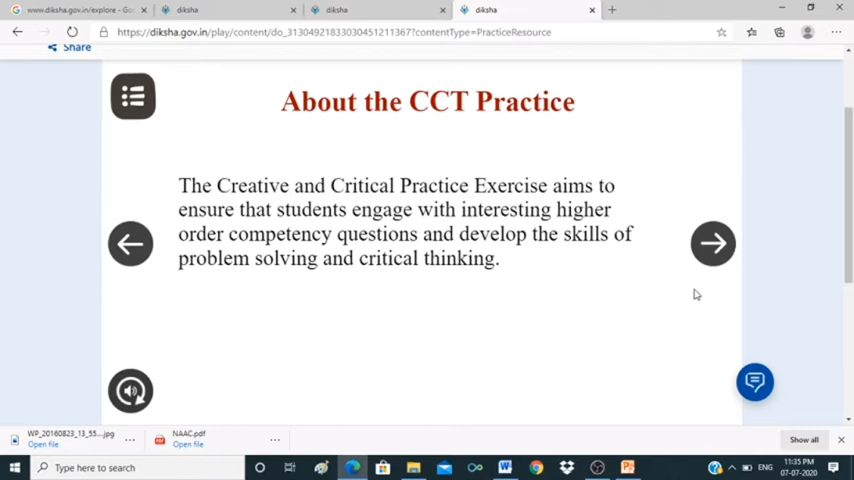 www.diksha.gov.in/explore - Goo
diksha
diksha
diksha
https://diksha.gov.in/play/content/do_31304921833030451211367?contentType=PracticeResource
Share
About the CCT Practice
The Creative and Critical Practice Exercise aims to
ensure that students engage with interesting higher
order competency questions and develop the skills of
problem solving and critical thinking.
WP_20160823_13_55....jpg
Open file
NAAC.pdf
Open file
Show all
Type here to search
ENG
11:35 PM
07-07-2020